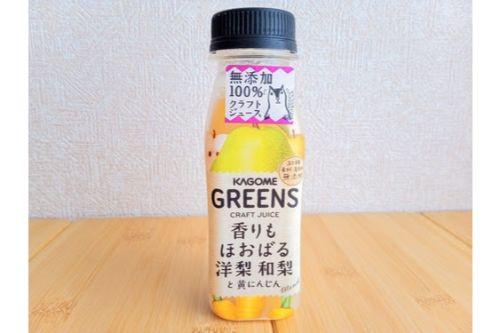 無添加
100%
クラフト
ジュース
KAGOME
GREENS
CRAFT JUICE
香りも
ほおばる
洋梨 和梨
と 黄にんじん